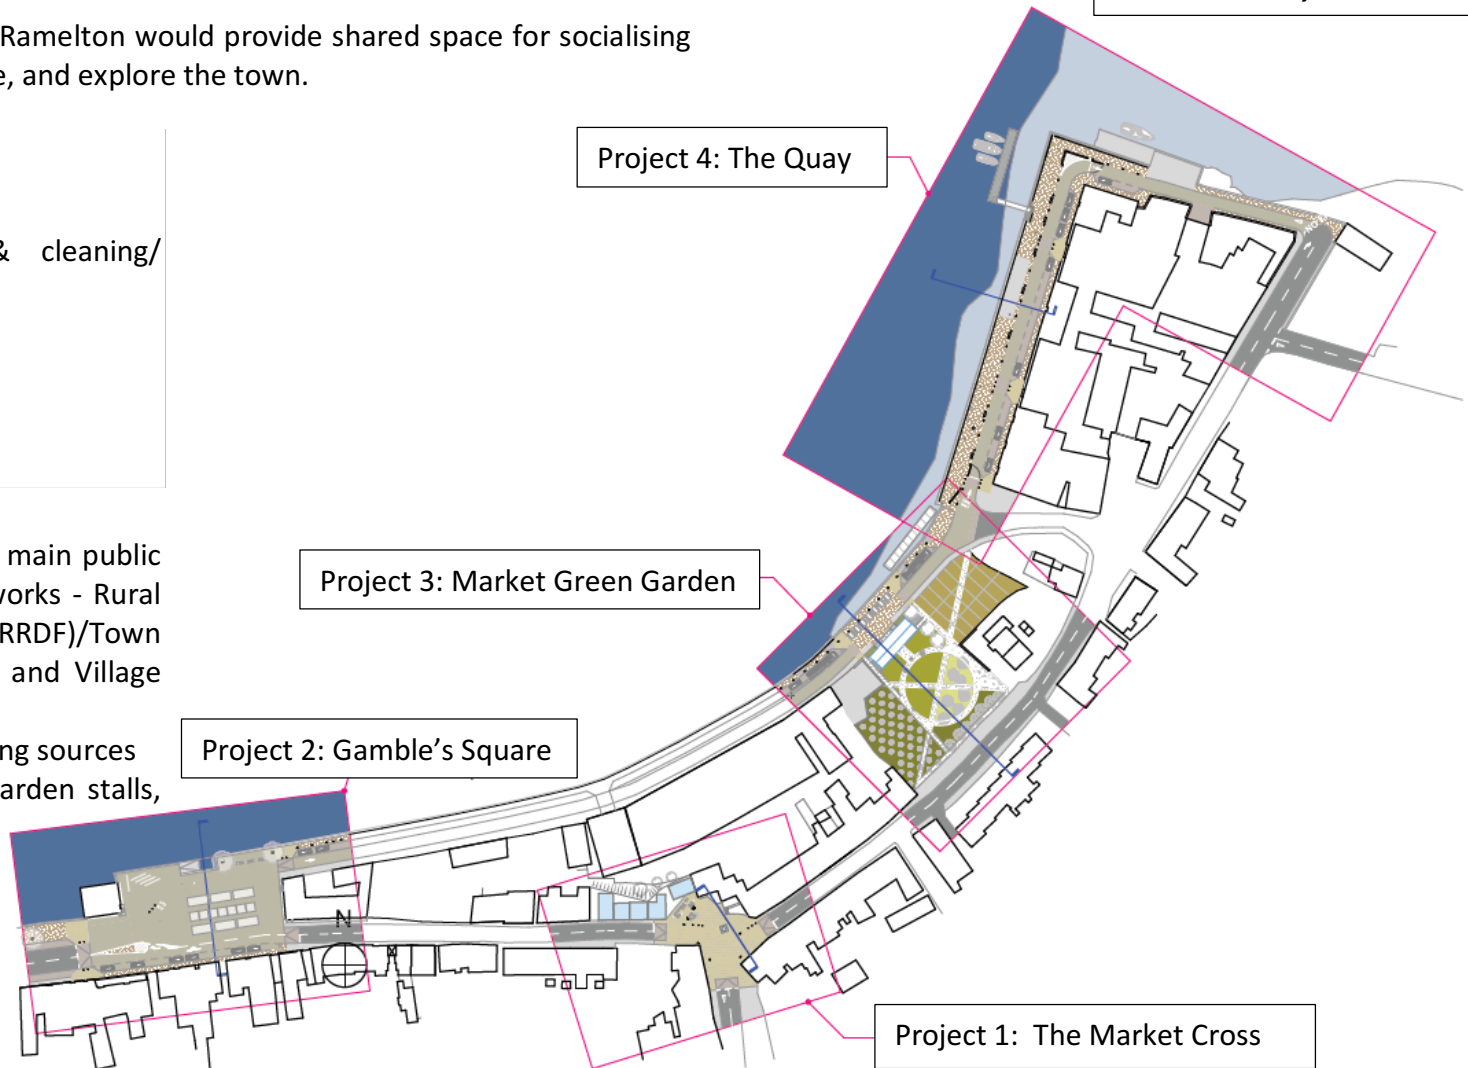 Ramelton would provide shared space for socialising
e, and explore the town.
& cleaning/
main public
works - Rural
RRDF)/Town
and Village
ng sources
arden stalls,
Project 4: The Quay
Project 3: Market Green Garden
Project 2: Gamble's Square
N
Project 1: The Market Cross